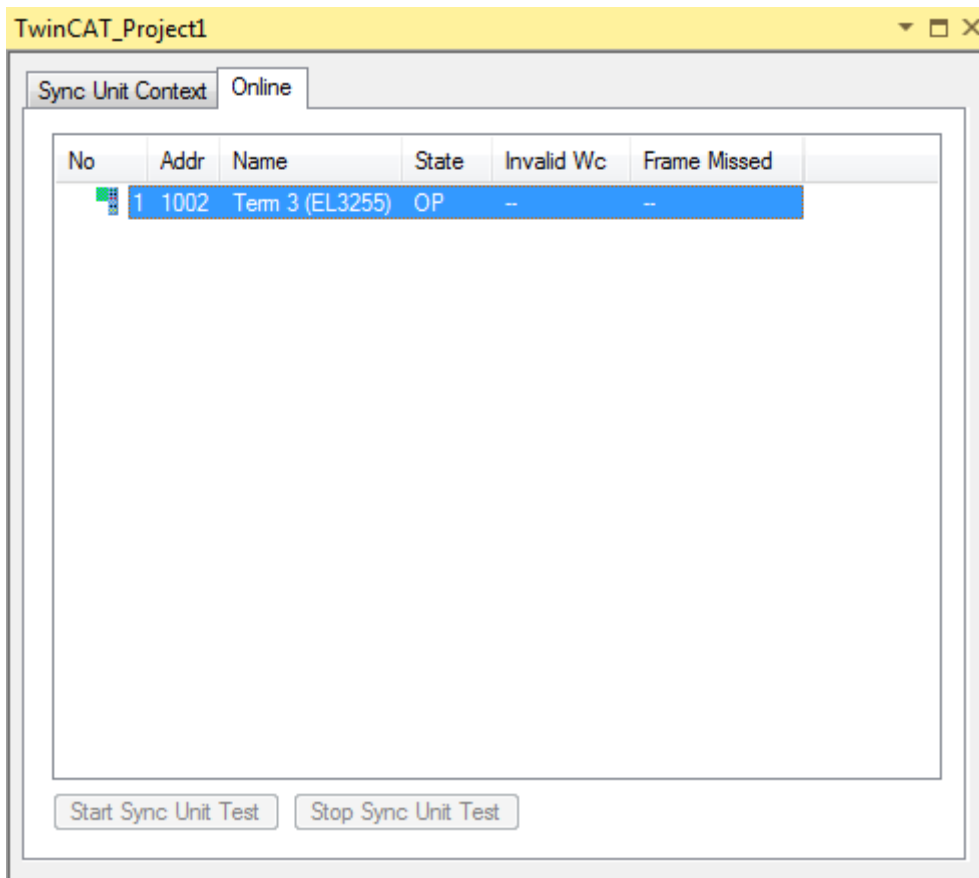 TwinCAT_Project1
Sync Unit Context Online
No Addr Name State Invalid Wc Frame Missed
1 1002 Term 3 (EL3255) OP -- --
Start Sync Unit Test Stop Sync Unit Test